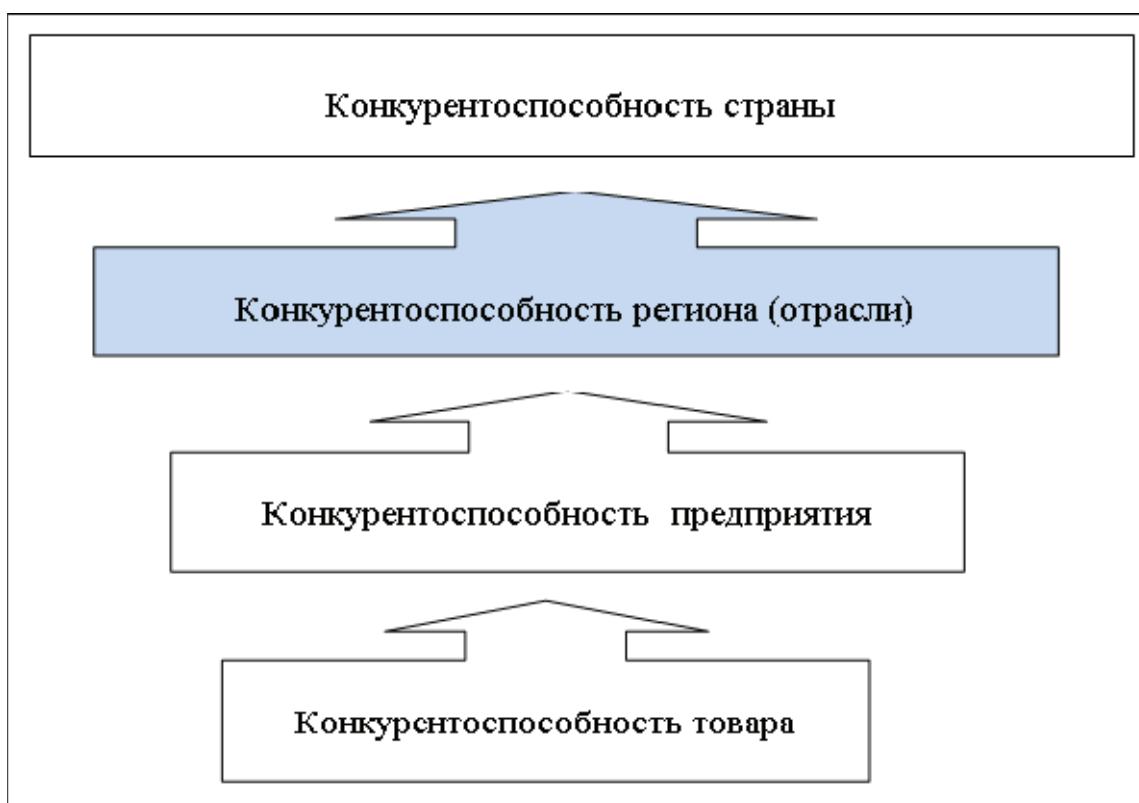 Конкурентоспособность страны
Конкурентоспособность региона (отрасли)
Конкурентоспособность предприятия
Конкурентоспособность товара